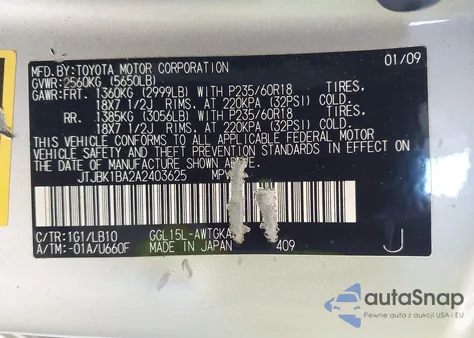 MFD. BY: TOYOTA MOTOR CORPORATION 01/09
GVWR: 2560KG (5650LB)
GAWR: FRT. 1360KG (2999LB) WITH P235/60R18 TIRES.
18X7 1/2J RIMS. AT 220KPA (32PSI) COLD.
RR. 1385KG (3056LB) WITH P235/60R18 TIRES.
18X7 1/2J RIMS. AT 220KPA (32PSI) COLD.
THIS VEHICLE CONFORMS TO ALL APPLICABLE FEDERAL MOTOR
VEHICLE SAFETY AND THEFT PREVENTION STANDARDS IN EFFECT ON
THE DATE OF MANUFACTURE SHOWN ABOVE.
JTJBK1BA2A2403625 MPV
C/TR:1G1/LB10 GGL15L-AWTGKA
A/TM:-01A/U660F MADE IN JAPAN 409 J
autoSnap
Pewne auto z aukcji USA i EU